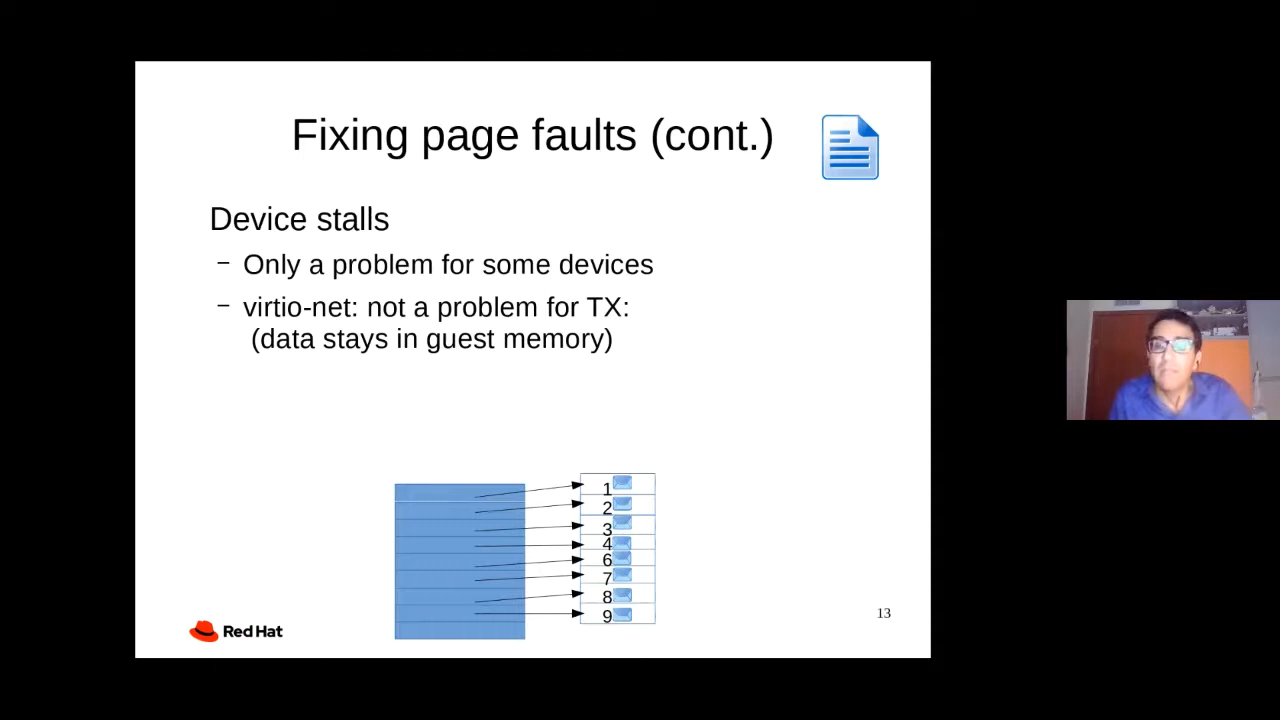 Fixing page faults (cont.)
Device stalls
– Only a problem for some devices
– virtio-net: not a problem for TX:
(data stays in guest memory)
1
2
3
4
6
7
8
9
Red Hat
13